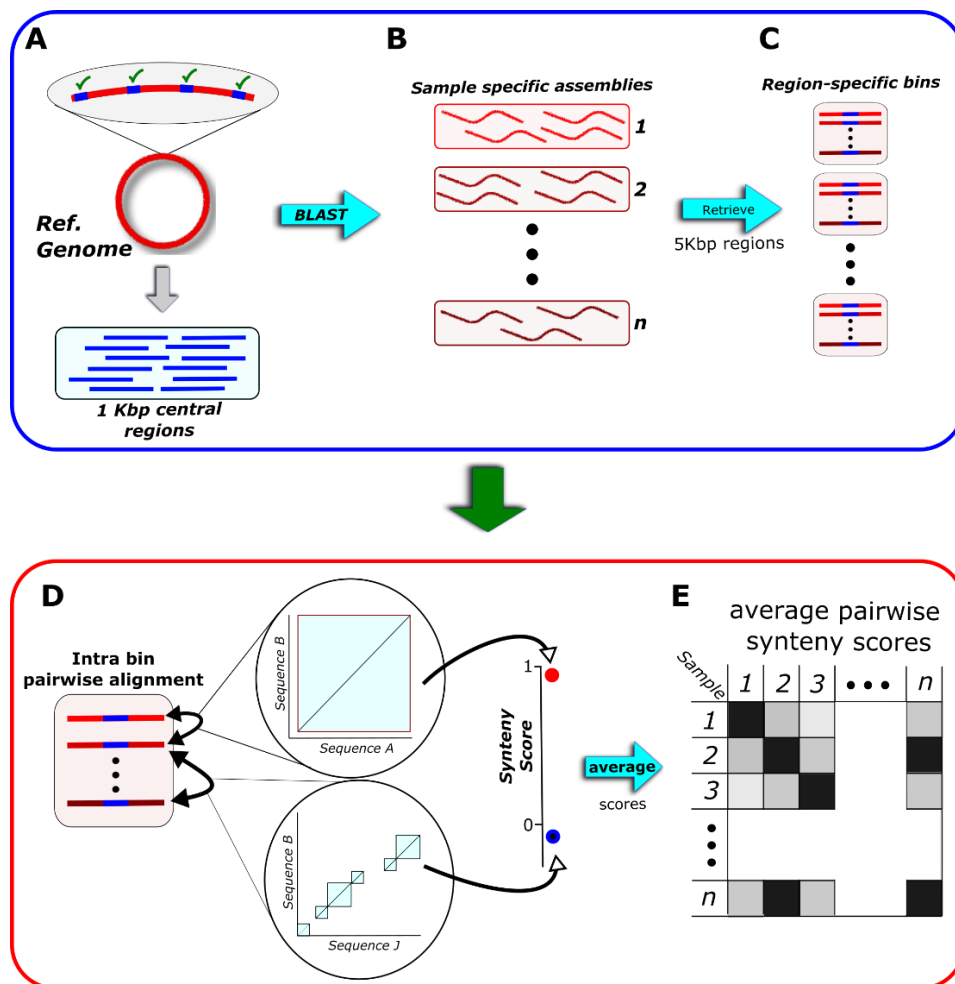 A
Ref.
Genome
1 Kbp central
regions
BLAST
B
Sample specific assemblies
1
2
n
Retrieve
5Kbp regions
C
Region-specific bins
D
Intra bin
pairwise alignment
Sequence B
Sequence A
Sequence B
Sequence J
Synteny
Score
1
0
average
scores
E
average pairwise
synteny scores
Sample
1 2 3 n
1
2
3
n